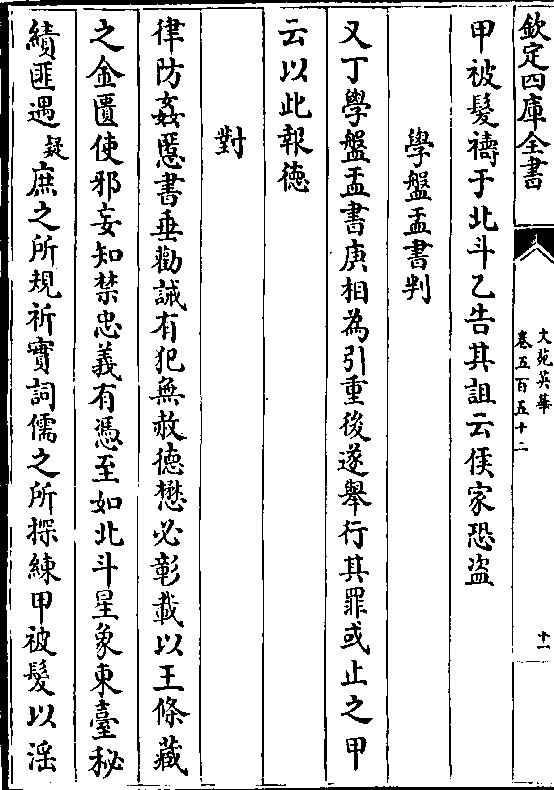 欽定四庫全書
文苑英華
卷五百五十二
十一
甲被髮禱于北斗乙告其詛云侯家恐盜
學盤盂書判
又丁學盤盂書庚相為引重後遂舉行其罪或止之甲
云以此報德
對
律防姦慝書垂勸誡有犯無赦德懋必彰載以王條藏
之金匱使邪妄知禁忠義有憑至如北斗星象東臺秘
績匪遇疑庶之所規祈實詞儒之所探練甲被髮以淫